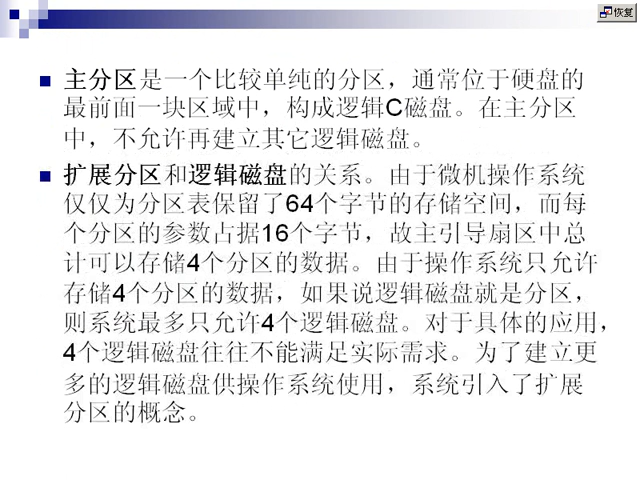 恢复
主分区是一个比较单纯的分区，通常位于硬盘的
最前面一块区域中，构成逻辑C磁盘。在主分区
中，不允许再建立其它逻辑磁盘。
扩展分区和逻辑磁盘的关系。由于微机操作系统
仅仅为分区表保留了64个字节的存储空间，而每
个分区的参数占据16个字节，故主引导扇区中总
计可以存储4个分区的数据。由于操作系统只允许
存储4个分区的数据，如果说逻辑磁盘就是分区，
则系统最多只允许4个逻辑磁盘。对于具体的应用，
4个逻辑磁盘往往不能满足实际需求。为了建立更
多的逻辑磁盘供操作系统使用，系统引入了扩展
分区的概念。